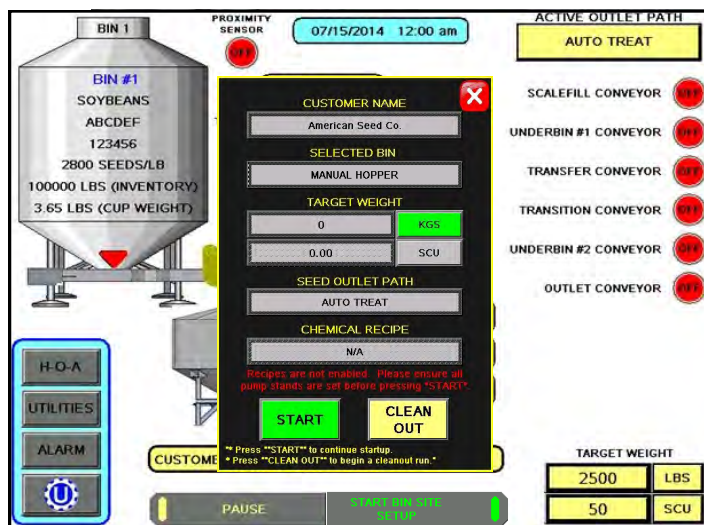 BIN 1
PROXIMITY
SENSOR
OFF
07/15/2014 12:00 am
ACTIVE OUTLET PATH
AUTO TREAT
BIN #1
SOYBEANS
ABCDEF
123456
2800 SEEDS/LB
100000 LBS (INVENTORY)
3.65 LBS (CUP WEIGHT)
SCALEFILL CONVEYOR OFF
UNDERBIN #1 CONVEYOR OFF
TRANSFER CONVEYOR OFF
TRANSITION CONVEYOR OFF
UNDERBIN #2 CONVEYOR OFF
OUTLET CONVEYOR OFF
X
CUSTOMER NAME
American Seed Co.
SELECTED BIN
MANUAL HOPPER
TARGET WEIGHT
0 KGS
0.00 SCU
SEED OUTLET PATH
AUTO TREAT
CHEMICAL RECIPE
N/A
Recipes are not enabled. Please ensure all
pump stands are set before pressing "START".
START
CLEAN
OUT
"* Press ""START"" to continue startup.
* Press ""CLEAN OUT"" to begin a cleanout run."
H-O-A
UTILITIES
ALARM
U
CUSTOME
TARGET WEIGHT
2500 LBS
50 SCU
PAUSE
START BIN SITE
SETUP